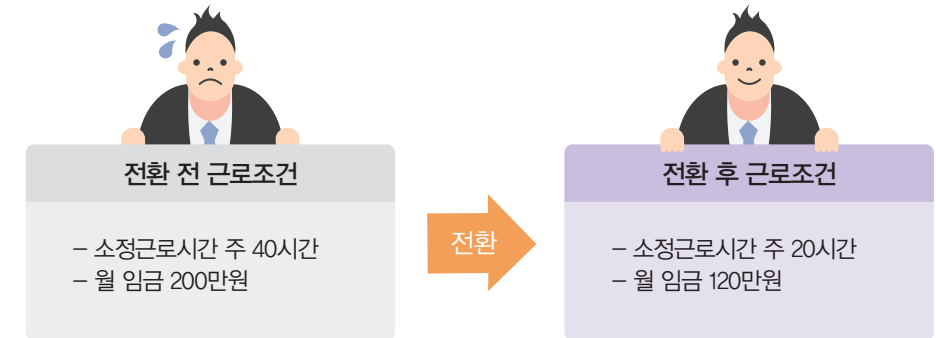 전환 전 근로조건
- 소정근로시간 주 40시간
- 월 임금 200만원
전환
전환 후 근로조건
- 소정근로시간 주 20시간
- 월 임금 120만원